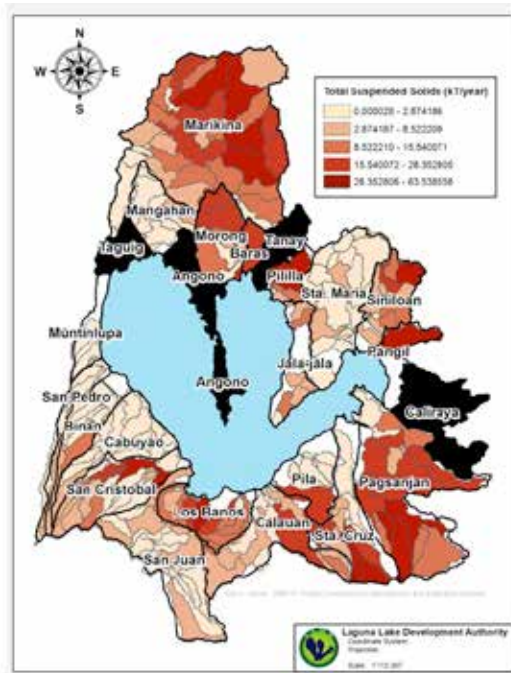 N
W E
S
Total Suspended Solids (kT/year)
0.000028 - 2.874186
2.874187 - 8.522209
8.522210 - 15.540071
15.540072 - 28.352805
28.352806 - 63.538558
Marikina
Mangahan
Taguig
Morong
Tanay
Angono
Baras
Pililla
Sta. Maria
Siniloan
Muntinlupa
Jala-jala
Pangil
Angono
San Pedro
Caliraya
Binan
Cabuyao
San Cristobal
Pila
Pagsanjan
Los Banos
Calauan
Sta. Cruz
San Juan
Laguna Lake Development Authority
Coordinate System:
Projection:
Scale: